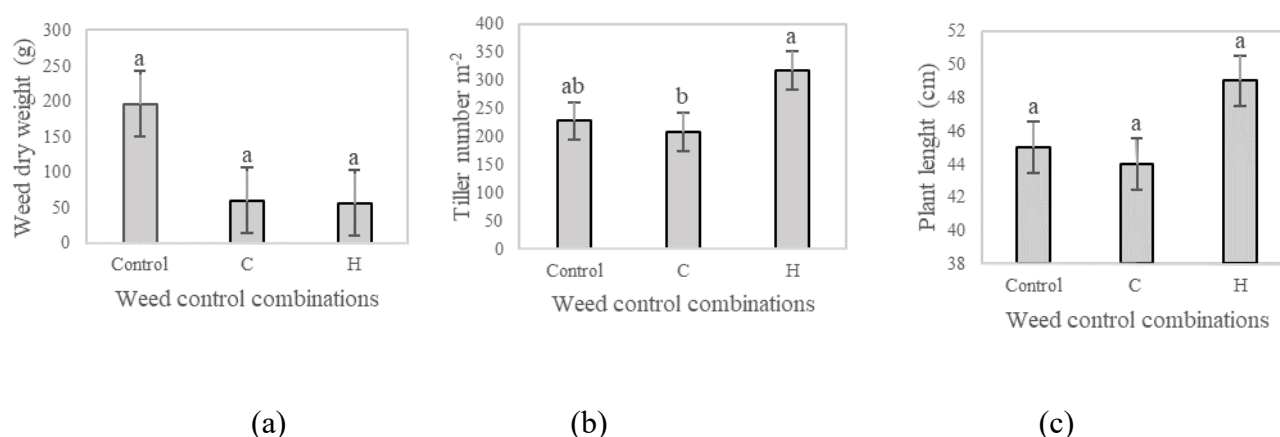 Weed dry weight (g)
300
250
200
150
100
50
0
a
a
a
Control C H
Weed control combinations
Tiller number m-2
400
350
300
250
200
150
100
50
0
ab
b
a
Control C H
Weed control combinations
Plant lenght (cm)
52
50
48
46
44
42
40
38
a
a
a
Control C H
Weed control combinations
(a) (b) (c)